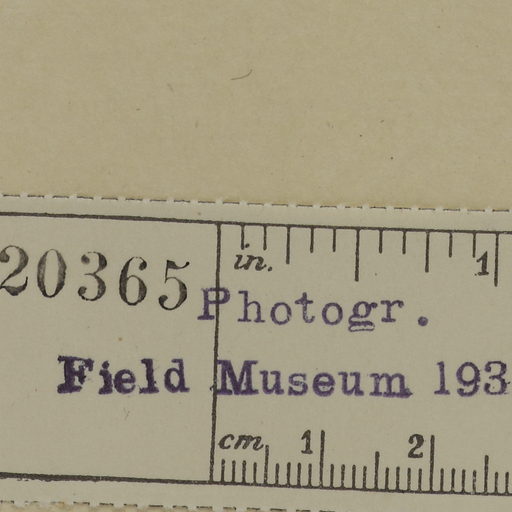 in. 1
20365
Photogr.
Field Museum 193
cm 1 2